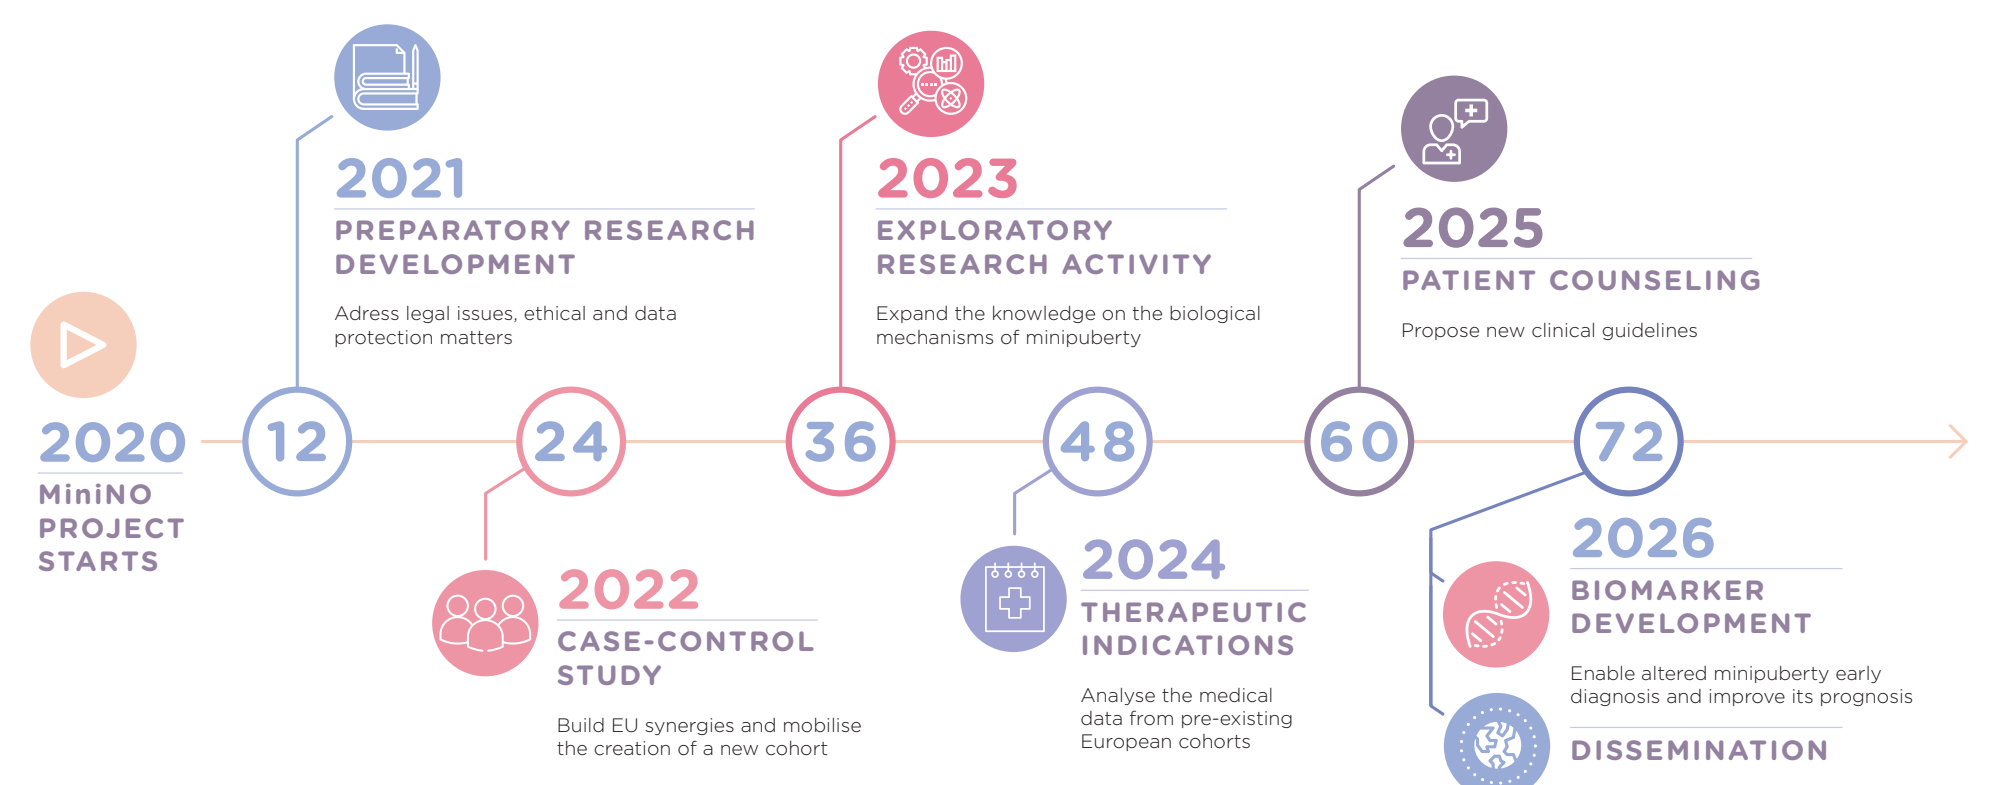 2020
MiniNO
PROJECT
STARTS
12
2021
PREPARATORY RESEARCH
DEVELOPMENT
Adress legal issues, ethical and data
protection matters
24
2022
CASE-CONTROL
STUDY
Build EU synergies and mobilise
the creation of a new cohort
36
2023
EXPLORATORY
RESEARCH ACTIVITY
Expand the knowledge on the biological
mechanisms of minipuberty
48
2024
THERAPEUTIC
INDICATIONS
Analyse the medical
data from pre-existing
European cohorts
60
2025
PATIENT COUNSELING
Propose new clinical guidelines
72
2026
BIOMARKER
DEVELOPMENT
Enable altered minipuberty early
diagnosis and improve its prognosis
DISSEMINATION